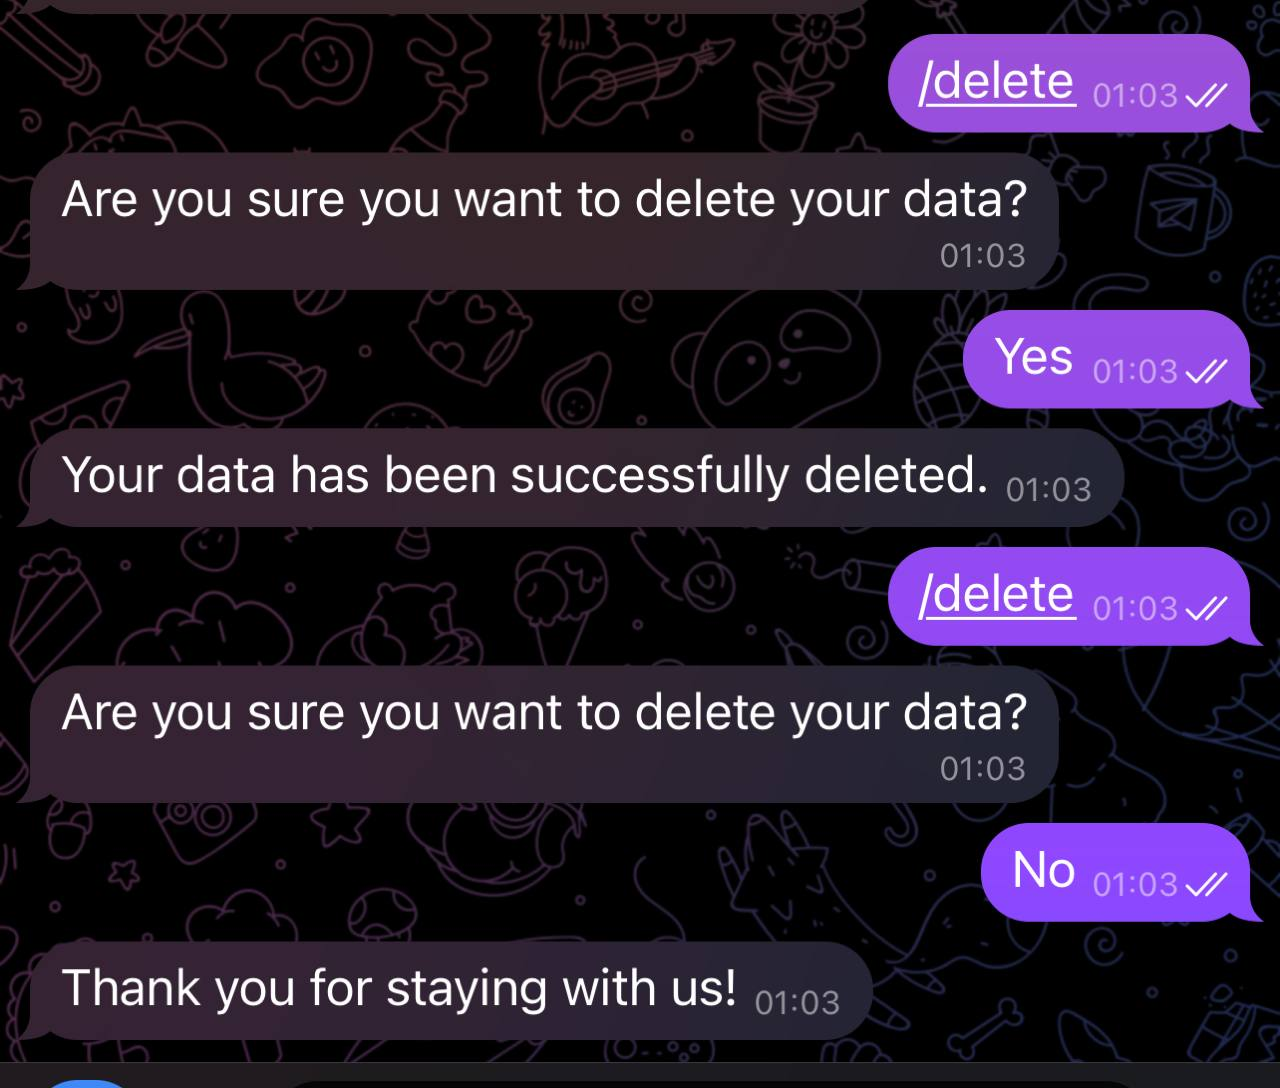 /delete 01:03
Are you sure you want to delete your data?
01:03
Yes 01:03
Your data has been successfully deleted. 01:03
/delete 01:03
Are you sure you want to delete your data?
01:03
No 01:03
Thank you for staying with us! 01:03